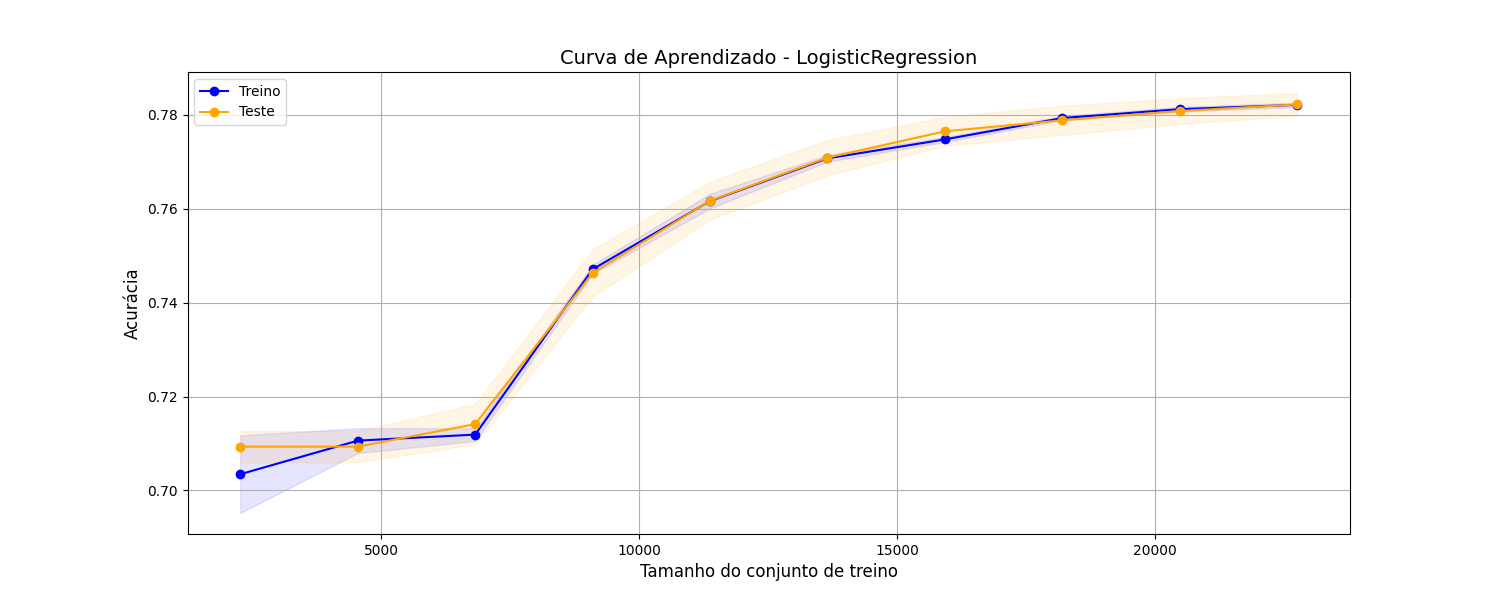 Curva de Aprendizado - LogisticRegression
Treino
Teste
Acurácia
0.78
0.76
0.74
0.72
0.70
5000
10000
15000
20000
Tamanho do conjunto de treino